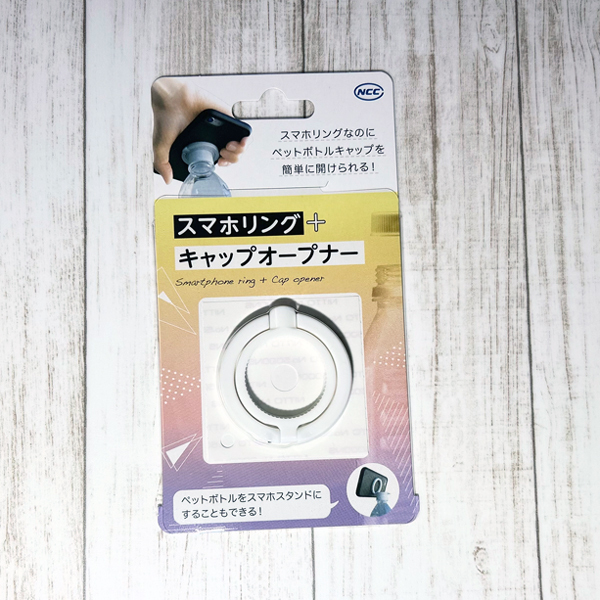 NCC
スマホリングなのに
ペットボトルキャップを
簡単に開けられる!
スマホリング+
キャップオープナー
Smartphone ring + Cap opener
ペットボトルをスマホスタンドに
することもできる!